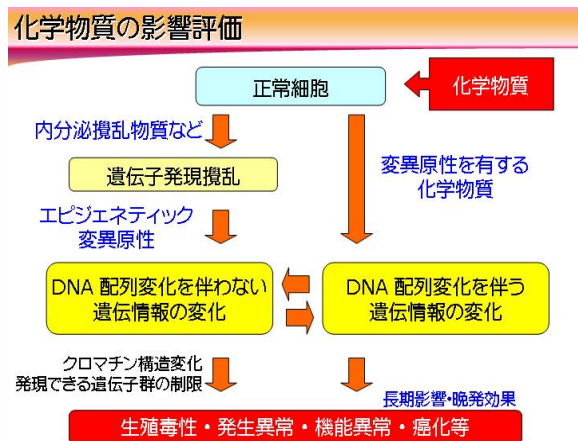 化学物質の影響評価
正常細胞
化学物質
内分泌攪乱物質など
遺伝子発現攪乱
変異原性を有する
化学物質
エピジェネティック
変異原性
DNA 配列変化を伴わない
遺伝情報の変化
DNA 配列変化を伴う
遺伝情報の変化
クロマチン構造変化
発現できる遺伝子群の制限
長期影響・晩発効果
生殖毒性・発生異常・機能異常・癌化等